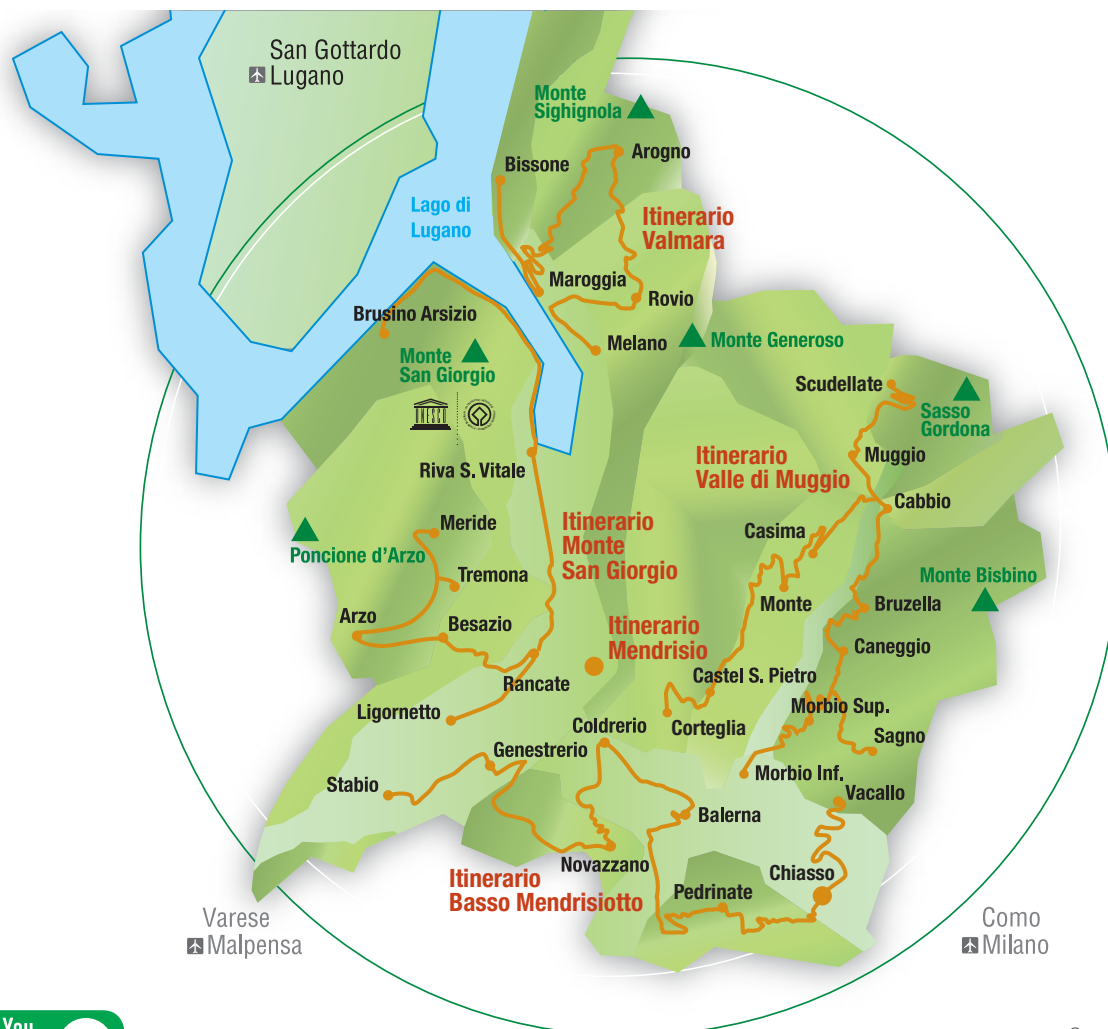 San Gottardo
Lugano
Monte
Sighignola
Arogno
Bissone
Lago di
Lugano
Itinerario
Valmara
Maroggia
Rovio
Brusino Arsizio
Melano
Monte Generoso
Monte
San Giorgio
Scudellate
Sasso
Gordona
UNESCO
Riva S. Vitale
Itinerario
Valle di Muggio
Muggio
Cabbio
Meride
Itinerario
Monte
San Giorgio
Casima
Poncione d'Arzo
Tremona
Monte Bisbino
Monte
Bruzella
Arzo
Besazio
Itinerario
Mendrisio
Caneggio
Rancate
Castel S. Pietro
Ligornetto
Morbio Sup.
Coldrerio
Corteglia
Sagno
Genestrerio
Stabio
Morbio Inf.
Vacallo
Balerna
Novazzano
Chiasso
Itinerario
Basso Mendrisiotto
Pedrinate
Varese
Malpensa
Como
Milano
You